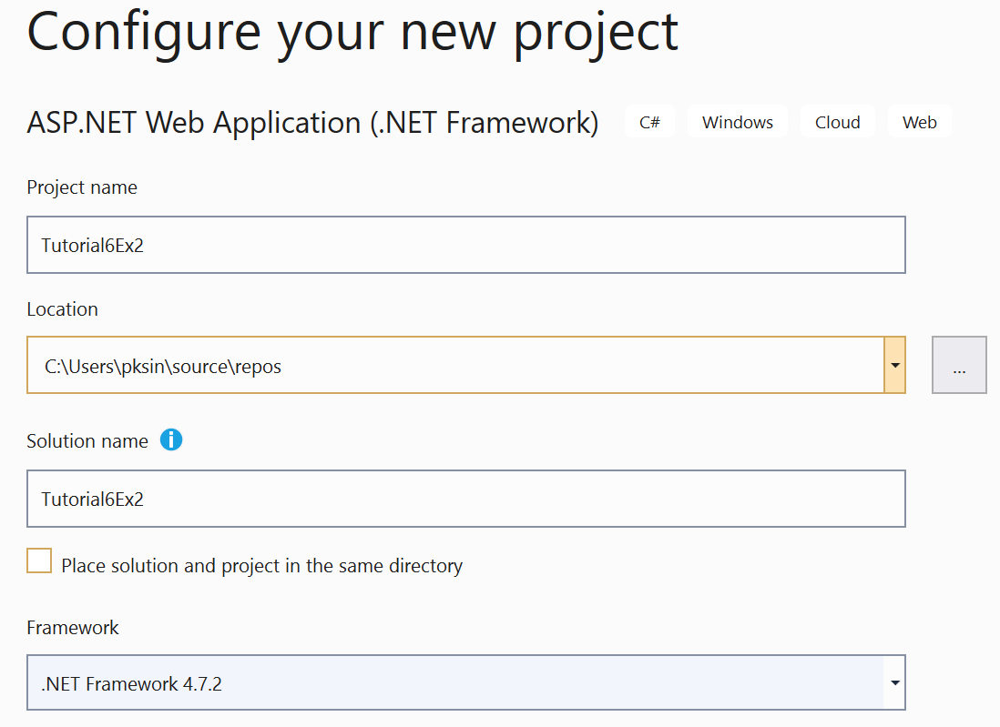 Configure your new project
ASP.NET Web Application (.NET Framework) C# Windows Cloud Web
Project name
Tutorial6Ex2
Location
C:\Users\pksin\source\repos
...
Solution name
Tutorial6Ex2
Place solution and project in the same directory
Framework
.NET Framework 4.7.2